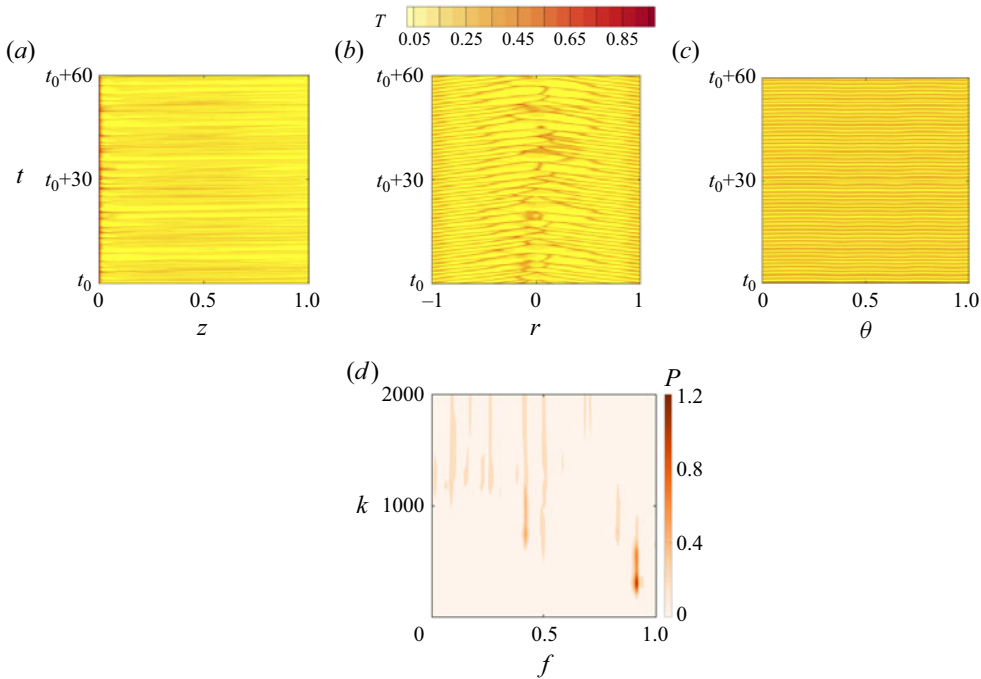 T
0.05 0.25 0.45 0.65 0.85
(a) (b) (c)
t₀+60 t₀+60 t₀+60
t t₀+30 t₀+30 t₀+30
t₀ t₀ t₀
0 0.5 1.0 −1 0 1 0 0.5 1.0
z r θ
(d) P
2000 1.2
0.8
k 1000
0.4
0
0 0.5 1.0
f